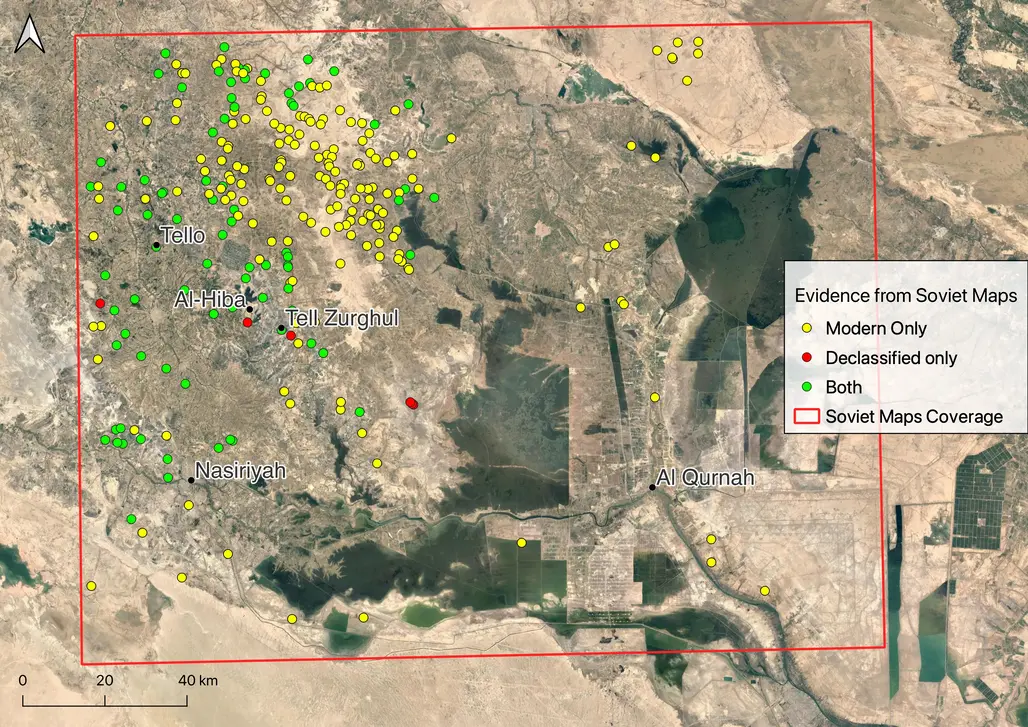 Tello
Al-Hiba
Tell Zurghul
Evidence from Soviet Maps
Modern Only
Declassified only
Both
Soviet Maps Coverage
Nasiriyah
Al Qurnah
0 20 40 km